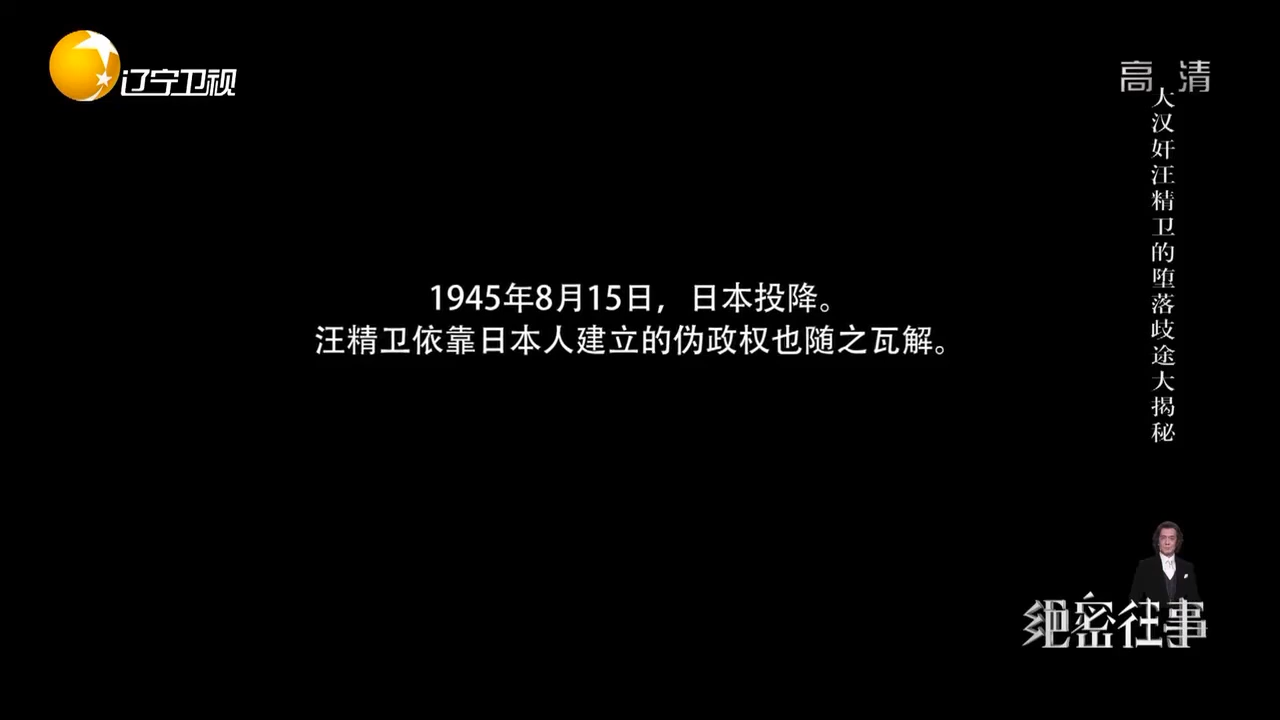 辽宁卫视
高 清
大汉奸汪精卫的堕落歧途大揭秘
1945年8月15日，日本投降。
汪精卫依靠日本人建立的伪政权也随之瓦解。
绝密往事